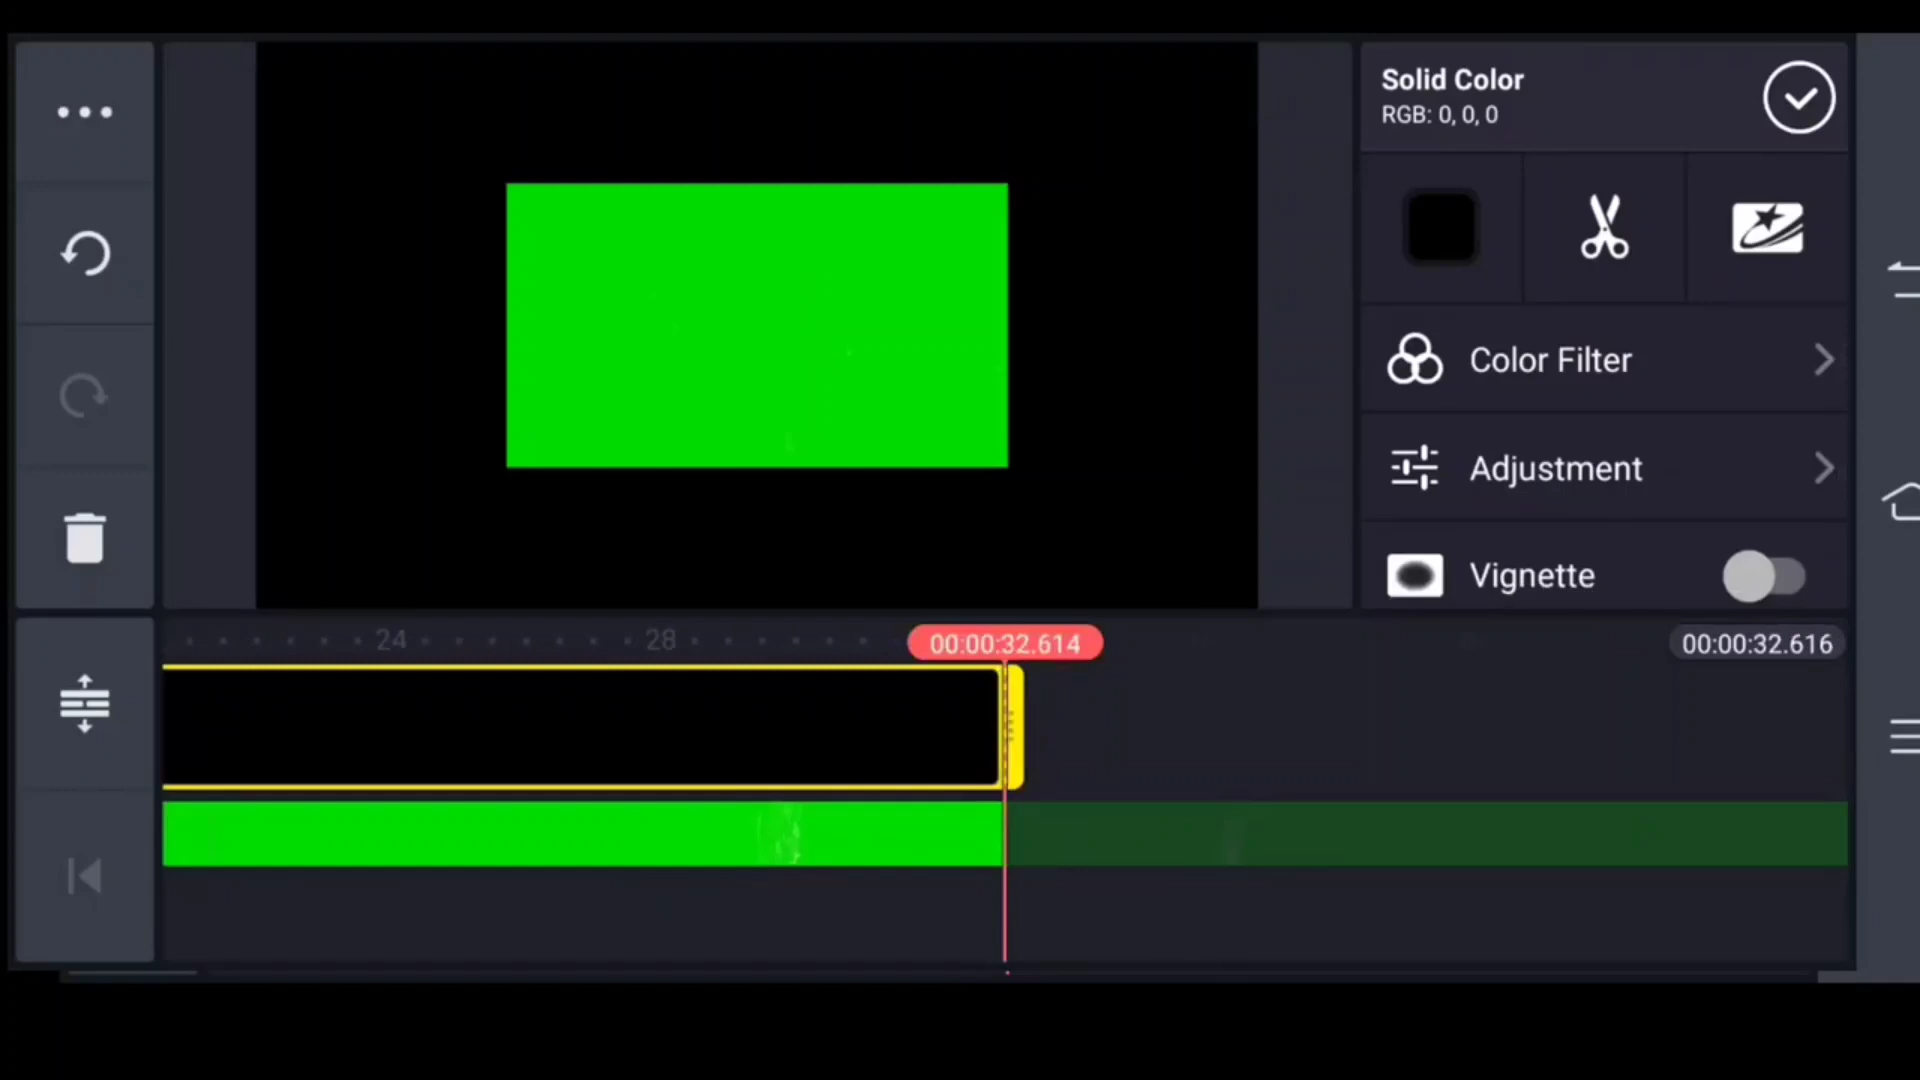 Solid Color
RGB: 0, 0, 0
Color Filter
Adjustment
Vignette
24
28
00:00:32.614
00:00:32.616